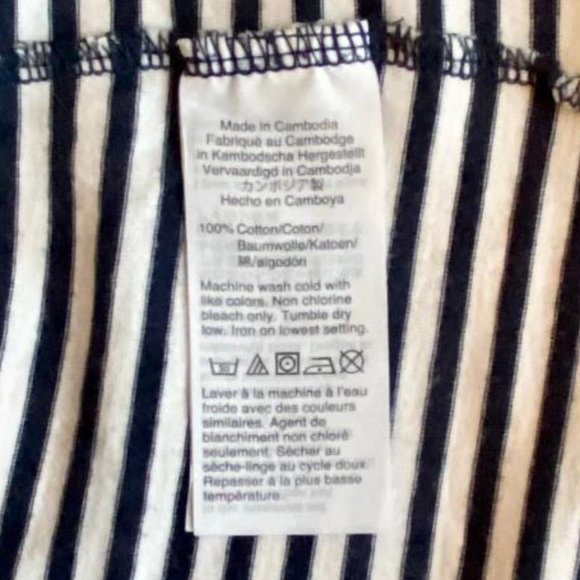 Made in Cambodia
Fabriqué au Cambodge
in Kambodscha Hergestellt
Vervaardigd in Cambodja
カンボジア製
Hecho en Camboya
100% Cotton/Coton/
Baumwolle/Katoen/
綿/algodón
Machine wash cold with
like colors. Non chlorine
bleach only. Tumble dry
low. Iron on lowest setting.
Laver à la machine à l'eau
froide avec des couleurs
similaires. Agent de
blanchiment non chloré
seulement. Sécher au
sèche-linge au cycle doux.
Repasser à la plus basse
température.